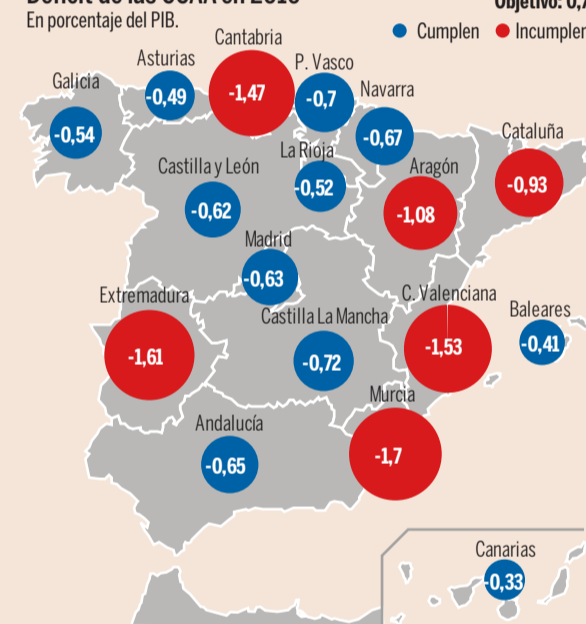 En porcentaje del PIB.
Cumplen
Incumplen
Cantabria
-1,47
Asturias
-0,49
P. Vasco
-0,7
Galicia
-0,54
Navarra
-0,67
La Rioja
-0,52
Cataluña
-0,93
Castilla y León
-0,62
Aragón
-1,08
Madrid
-0,63
Extremadura
-1,61
Castilla La Mancha
-0,72
C. Valenciana
-1,53
Baleares
-0,41
Murcia
-1,7
Andalucía
-0,65
Canarias
-0,33